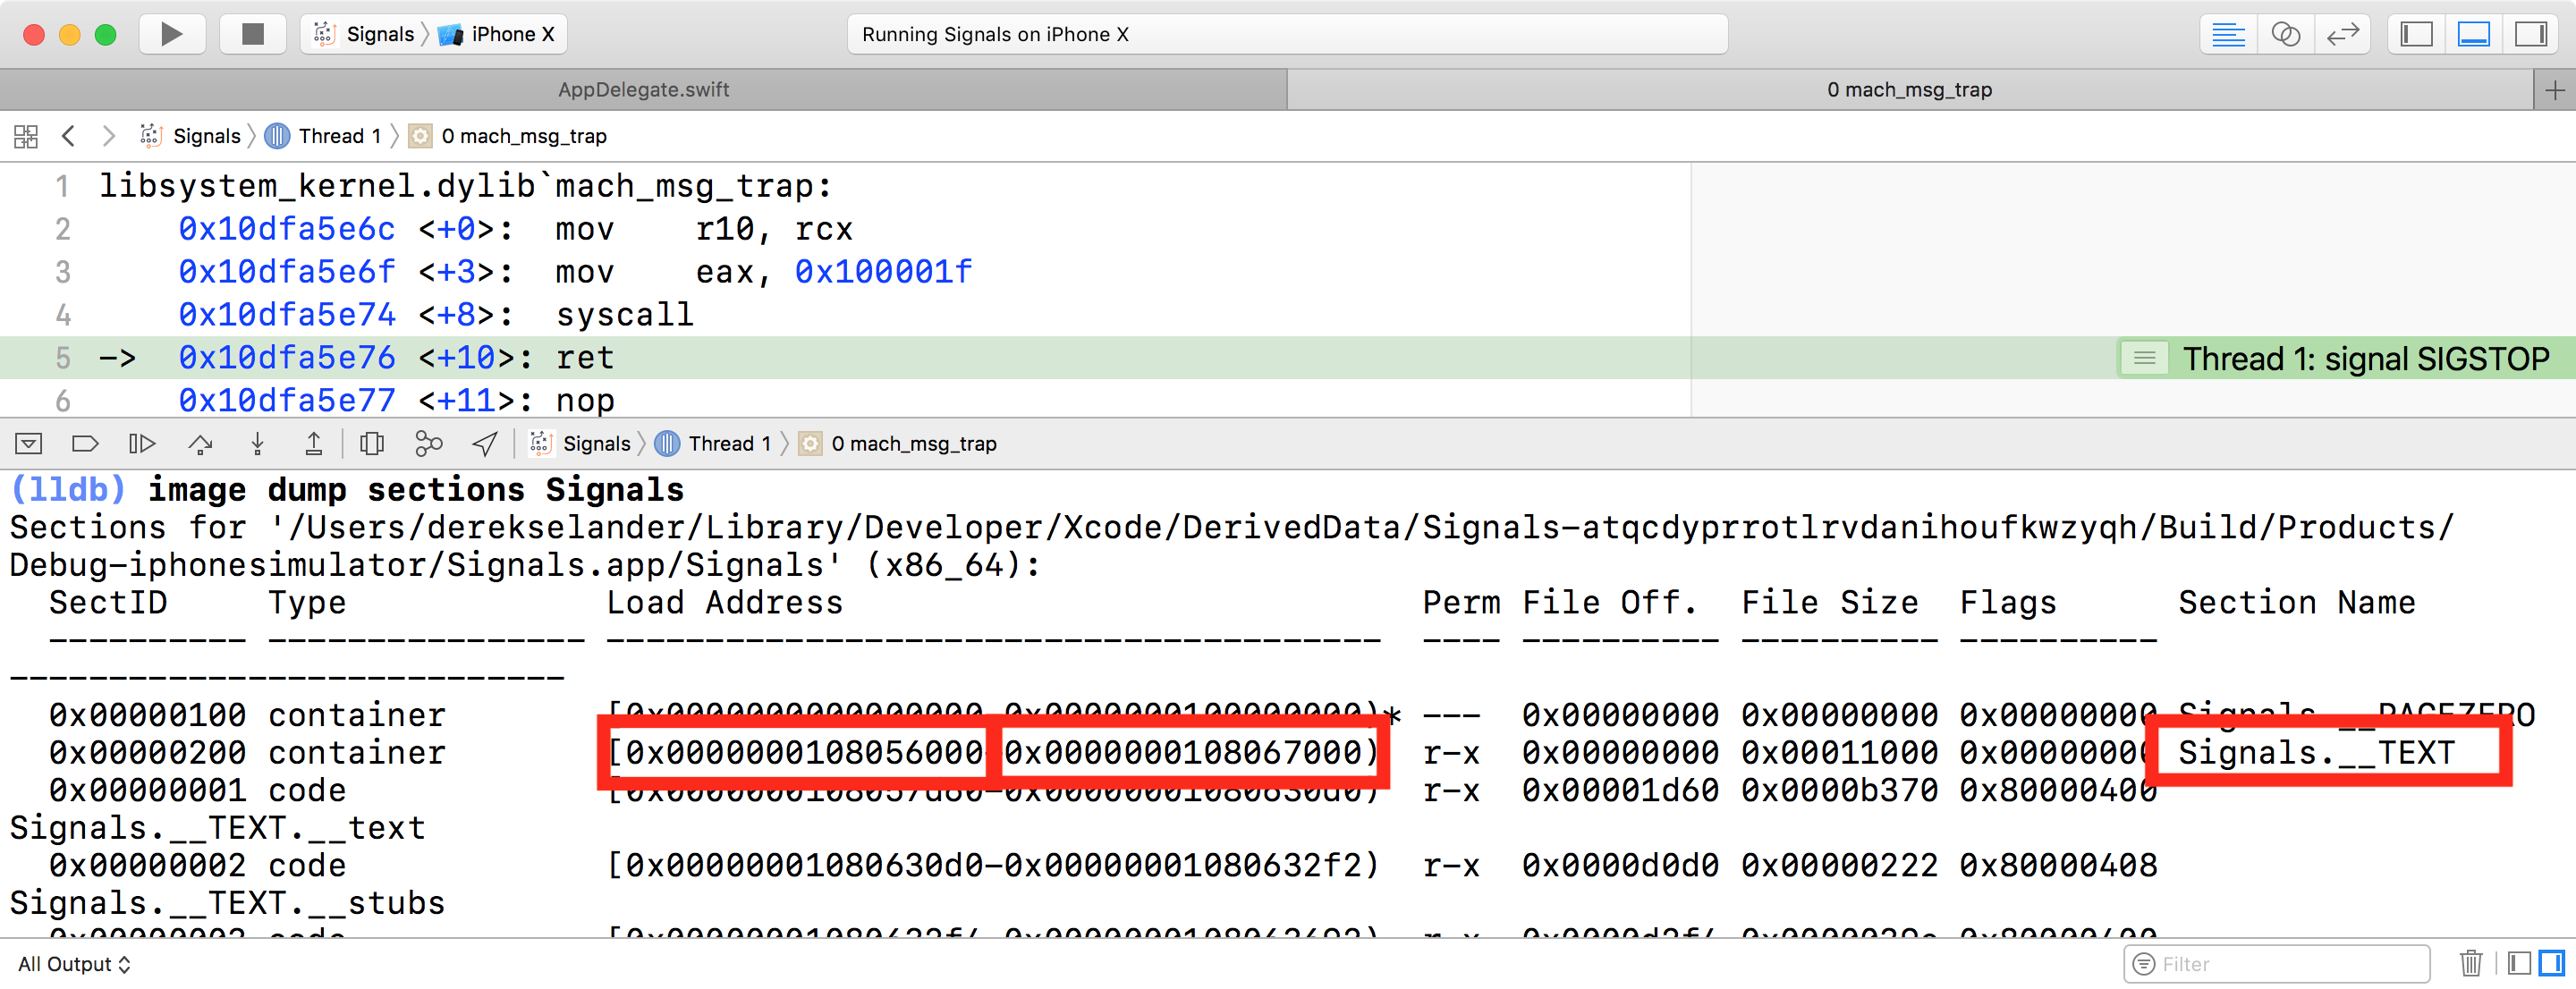 Signals iPhone X Running Signals on iPhone X
AppDelegate.swift 0 mach_msg_trap
Signals Thread 1 0 mach_msg_trap
1 libsystem_kernel.dylib`mach_msg_trap:
2 0x10dfa5e6c <+0>: mov r10, rcx
3 0x10dfa5e6f <+3>: mov eax, 0x100001f
4 0x10dfa5e74 <+8>: syscall
5 -> 0x10dfa5e76 <+10>: ret Thread 1: signal SIGSTOP
6 0x10dfa5e77 <+11>: nop
Signals Thread 1 0 mach_msg_trap
(lldb) image dump sections Signals
Sections for '/Users/derekselander/Library/Developer/Xcode/DerivedData/Signals-atqcdyprrotlrvdanihoufkwzyqh/Build/Products/
Debug-iphonesimulator/Signals.app/Signals' (x86_64):
SectID Type Load Address Perm File Off. File Size Flags Section Name
---------- ---------------- --------------------------------------- ---- ---------- ---------- ----------
----------------------------
0x00000100 container [0x0000000000000000-0x0000000100000000)* --- 0x00000000 0x00000000 0x00000000 Signals.__PAGEZERO
0x00000200 container [0x0000000108056000-0x0000000108067000) r-x 0x00000000 0x00011000 0x00000000 Signals.__TEXT
0x00000001 code [0x0000000108057d60-0x00000001080630d0) r-x 0x00001d60 0x0000b370 0x80000400
Signals.__TEXT.__text
0x00000002 code [0x00000001080630d0-0x00000001080632f2) r-x 0x0000d0d0 0x00000222 0x80000408
Signals.__TEXT.__stubs
0x00000003 code r-x
All Output Filter